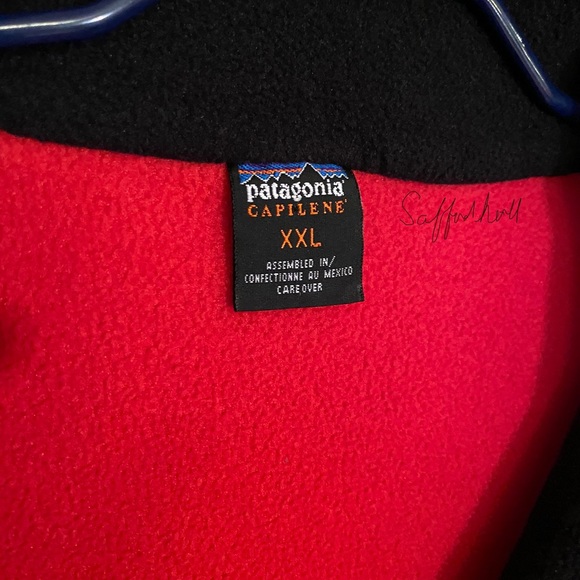 patagonia®
CAPILENE®
XXL
ASSEMBLED IN/
CONFECTIONNE AU MEXICO
CARE OVER